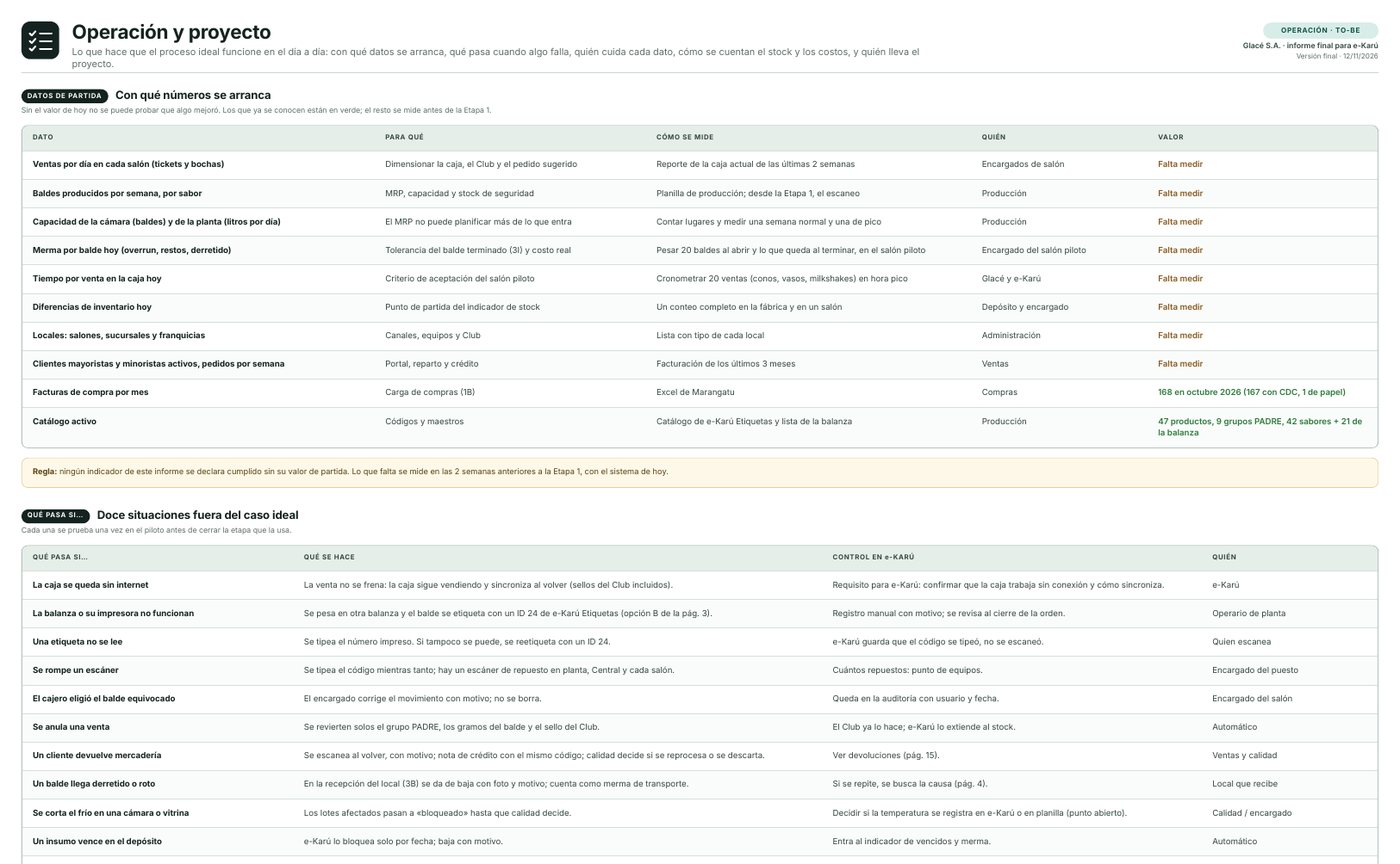 Operación y proyecto
Lo que hace que el proceso ideal funcione en el día a día: con qué datos se arranca, qué pasa cuando algo falla, quién cuida cada dato, cómo se cuentan el stock y los costos, y quién lleva el
proyecto.
OPERACIÓN · TO-BE
Glacé S.A. · informe final para e-Karú
Versión final · 12/11/2026
DATOS DE PARTIDA Con qué números se arranca
Sin el valor de hoy no se puede probar que algo mejoró. Los que ya se conocen están en verde; el resto se mide antes de la Etapa 1.
DATO PARA QUÉ CÓMO SE MIDE QUIÉN VALOR
Ventas por día en cada salón (tickets y bochas) Dimensionar la caja, el Club y el pedido sugerido Reporte de la caja actual de las últimas 2 semanas Encargados de salón Falta medir
Baldes producidos por semana, por sabor MRP, capacidad y stock de seguridad Planilla de producción; desde la Etapa 1, el escaneo Producción Falta medir
Capacidad de la cámara (baldes) y de la planta (litros por día) El MRP no puede planificar más de lo que entra Contar lugares y medir una semana normal y una de pico Producción Falta medir
Merma por balde hoy (overrun, restos, derretido) Tolerancia del balde terminado (3I) y costo real Pesar 20 baldes al abrir y lo que queda al terminar, en el salón piloto Encargado del salón piloto Falta medir
Tiempo por venta en la caja hoy Criterio de aceptación del salón piloto Cronometrar 20 ventas (conos, vasos, milkshakes) en hora pico Glacé y e-Karú Falta medir
Diferencias de inventario hoy Punto de partida del indicador de stock Un conteo completo en la fábrica y en un salón Depósito y encargado Falta medir
Locales: salones, sucursales y franquicias Canales, equipos y Club Lista con tipo de cada local Administración Falta medir
Clientes mayoristas y minoristas activos, pedidos por semana Portal, reparto y crédito Facturación de los últimos 3 meses Ventas Falta medir
Facturas de compra por mes Carga de compras (1B) Excel de Marangatu Compras 168 en octubre 2026 (167 con CDC, 1 de papel)
Catálogo activo Códigos y maestros Catálogo de e-Karú Etiquetas y lista de la balanza Producción 47 productos, 9 grupos PADRE, 42 sabores + 21 de
la balanza
Regla: ningún indicador de este informe se declara cumplido sin su valor de partida. Lo que falta se mide en las 2 semanas anteriores a la Etapa 1, con el sistema de hoy.
QUÉ PASA SI… Doce situaciones fuera del caso ideal
Cada una se prueba una vez en el piloto antes de cerrar la etapa que la usa.
QUÉ PASA SI… QUÉ SE HACE CONTROL EN e-KARÚ QUIÉN
La caja se queda sin internet La venta no se frena: la caja sigue vendiendo y sincroniza al volver (sellos del Club incluidos). Requisito para e-Karú: confirmar que la caja trabaja sin conexión y cómo sincroniza. e-Karú
La balanza o su impresora no funcionan Se pesa en otra balanza y el balde se etiqueta con un ID 24 de e-Karú Etiquetas (opción B de la pág. 3). Registro manual con motivo; se revisa al cierre de la orden. Operario de planta
Una etiqueta no se lee Se tipea el número impreso. Si tampoco se puede, se reetiqueta con un ID 24. e-Karú guarda que el código se tipeó, no se escaneó. Quien escanea
Se rompe un escáner Se tipea el código mientras tanto; hay un escáner de repuesto en planta, Central y cada salón. Cuántos repuestos: punto de equipos. Encargado del puesto
El cajero eligió el balde equivocado El encargado corrige el movimiento con motivo; no se borra. Queda en la auditoría con usuario y fecha. Encargado del salón
Se anula una venta Se revierten solos el grupo PADRE, los gramos del balde y el sello del Club. El Club ya lo hace; e-Karú lo extiende al stock. Automático
Un cliente devuelve mercadería Se escanea al volver, con motivo; nota de crédito con el mismo código; calidad decide si se reprocesa o se descarta. Ver devoluciones (pág. 15). Ventas y calidad
Un balde llega derretido o roto En la recepción del local (3B) se da de baja con foto y motivo; cuenta como merma de transporte. Si se repite, se busca la causa (pág. 4). Local que recibe
Se corta el frío en una cámara o vitrina Los lotes afectados pasan a «bloqueado» hasta que calidad decide. Decidir si la temperatura se registra en e-Karú o en planilla (punto abierto). Calidad / encargado
Un insumo vence en el depósito e-Karú lo bloquea solo por fecha; baja con motivo. Entra al indicador de vencidos y merma. Automático